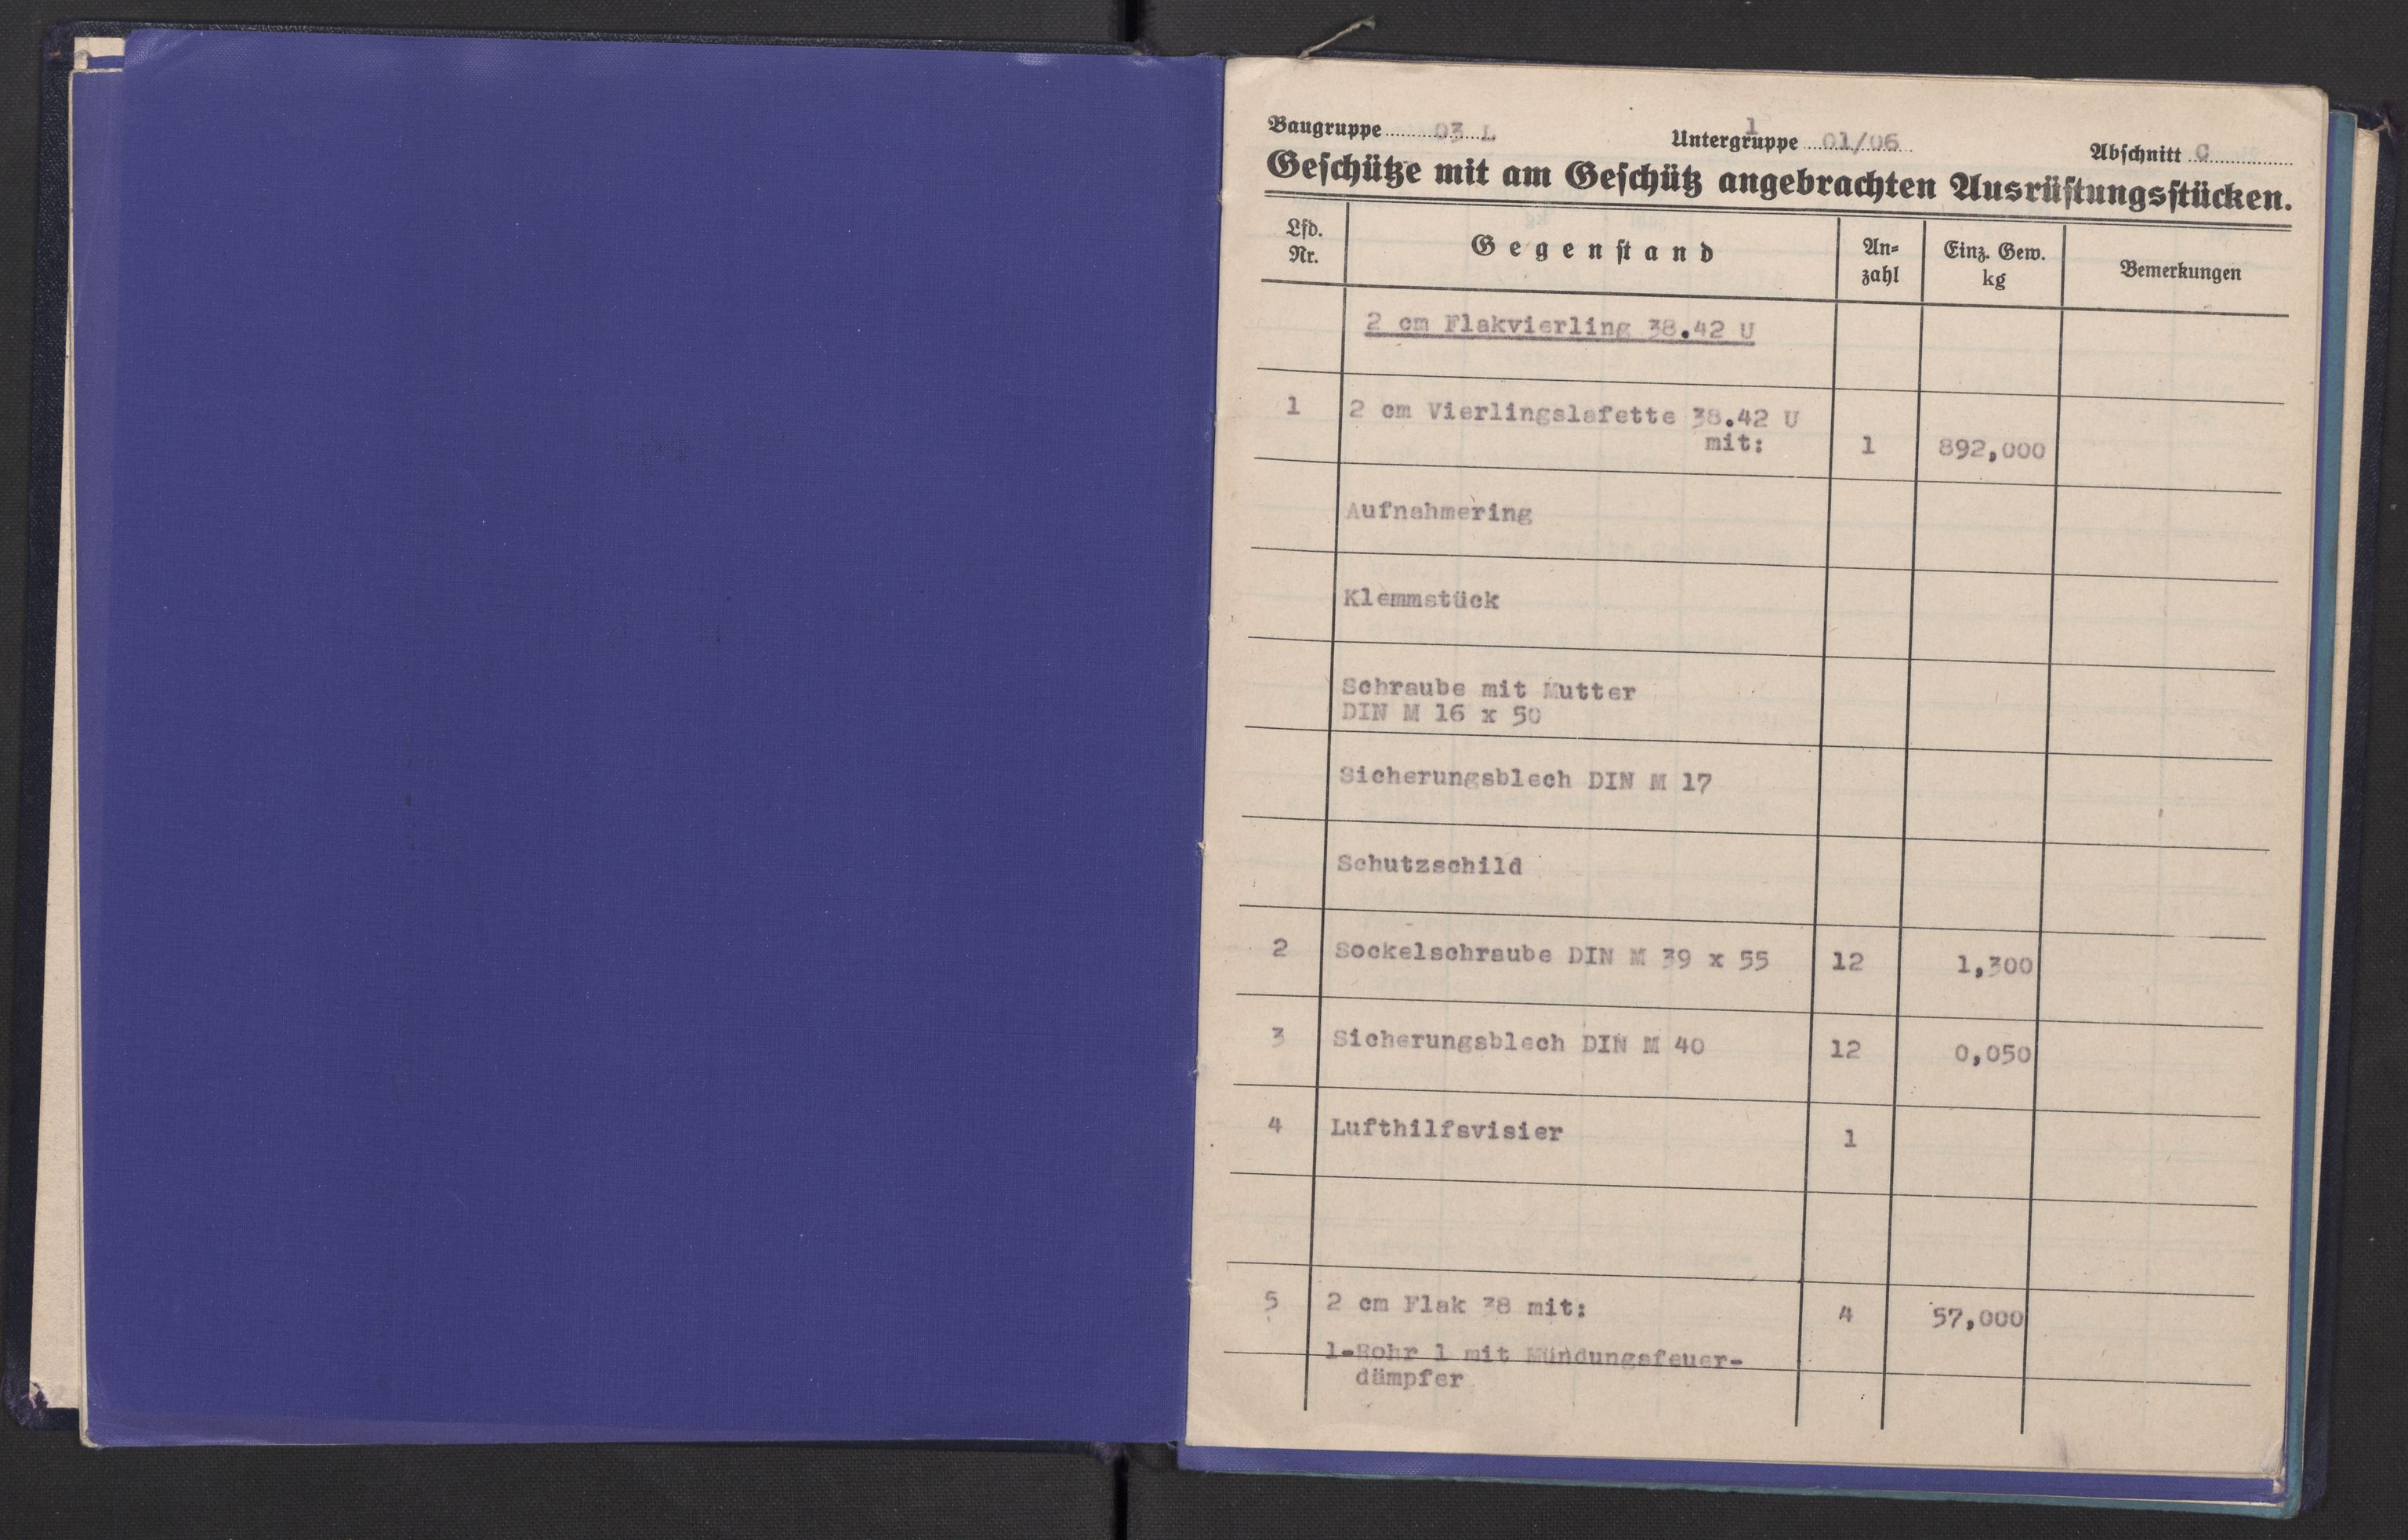 Baugruppe 03 L Untergruppe 01/06 Abschnitt C
1
Geschütze mit am Geschütz angebrachten Ausrüstungsstücken.
Lfd. Nr. Gegenstand An-zahl Einz. Gew. kg Bemerkungen
2 cm Flakvierling 38.42 U
1 2 cm Vierlingslafette 38.42 U
mit: 1 892,000
Aufnahmering
Klemmstück
Schraube mit Mutter
DIN M 16 x 50
Sicherungsblech DIN M 17
Schutzschild
2 Sockelschraube DIN M 39 x 55 12 1,300
3 Sicherungsblech DIN M 40 12 0,050
4 Lufthilfsvisier 1
5 2 cm Flak 38 mit: 4 57,000
1-Rohr 1 mit Mündungsfeuer-
dämpfer